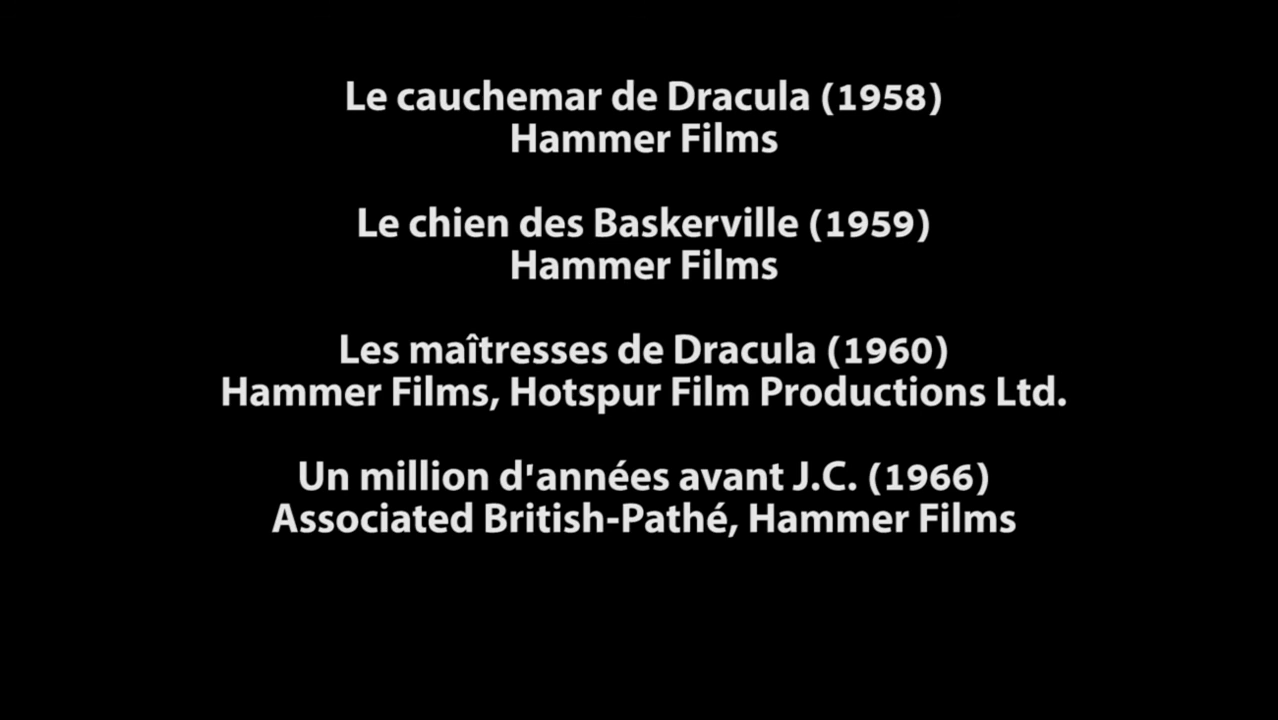 Le cauchemar de Dracula (1958)
Hammer Films
Le chien des Baskerville (1959)
Hammer Films
Les maîtresses de Dracula (1960)
Hammer Films, Hotspur Film Productions Ltd.
Un million d'années avant J.C. (1966)
Associated British-Pathé, Hammer Films